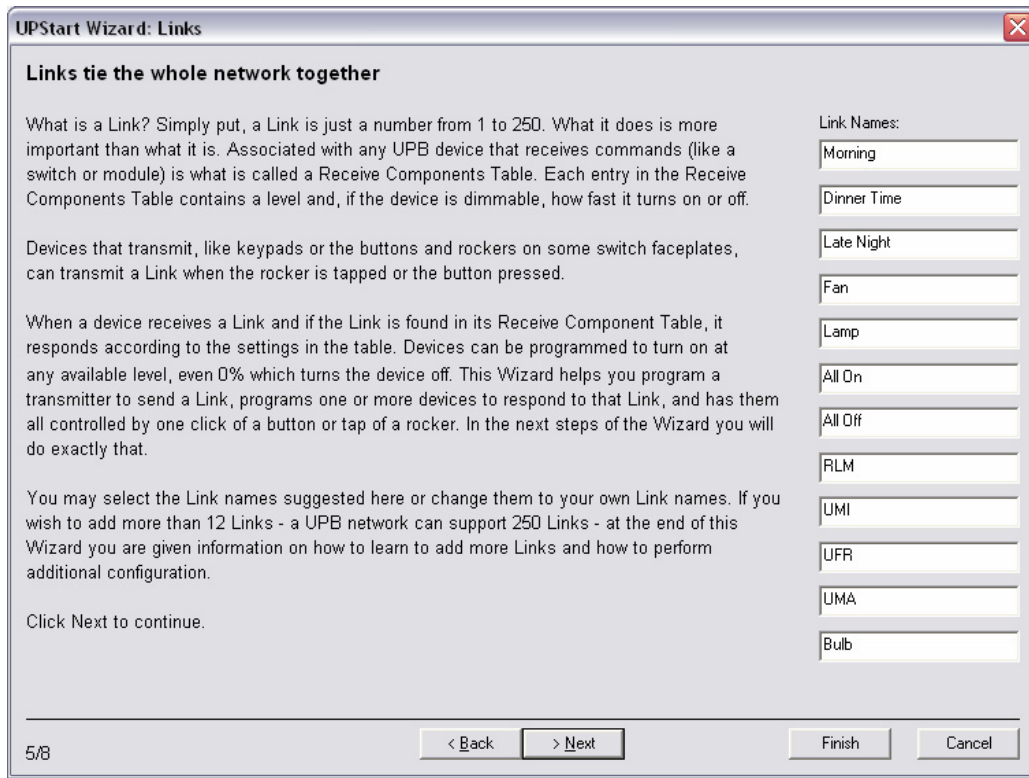 UPStart Wizard: Links
Links tie the whole network together
What is a Link? Simply put, a Link is just a number from 1 to 250. What it does is more
important than what it is. Associated with any UPB device that receives commands (like a
switch or module) is what is called a Receive Components Table. Each entry in the Receive
Components Table contains a level and, if the device is dimmable, how fast it turns on or off.
Devices that transmit, like keypads or the buttons and rockers on some switch faceplates,
can transmit a Link when the rocker is tapped or the button pressed.
When a device receives a Link and if the Link is found in its Receive Component Table, it
responds according to the settings in the table. Devices can be programmed to turn on at
any available level, even 0% which turns the device off. This Wizard helps you program a
transmitter to send a Link, programs one or more devices to respond to that Link, and has them
all controlled by one click of a button or tap of a rocker. In the next steps of the Wizard you will
do exactly that.
You may select the Link names suggested here or change them to your own Link names. If you
wish to add more than 12 Links - a UPB network can support 250 Links - at the end of this
Wizard you are given information on how to learn to add more Links and how to perform
additional configuration.
Click Next to continue.
Link Names:
Morning
Dinner Time
Late Night
Fan
Lamp
All On
All Off
RLM
UMI
UFR
UMA
Bulb
5/8
< Back
> Next
Finish
Cancel